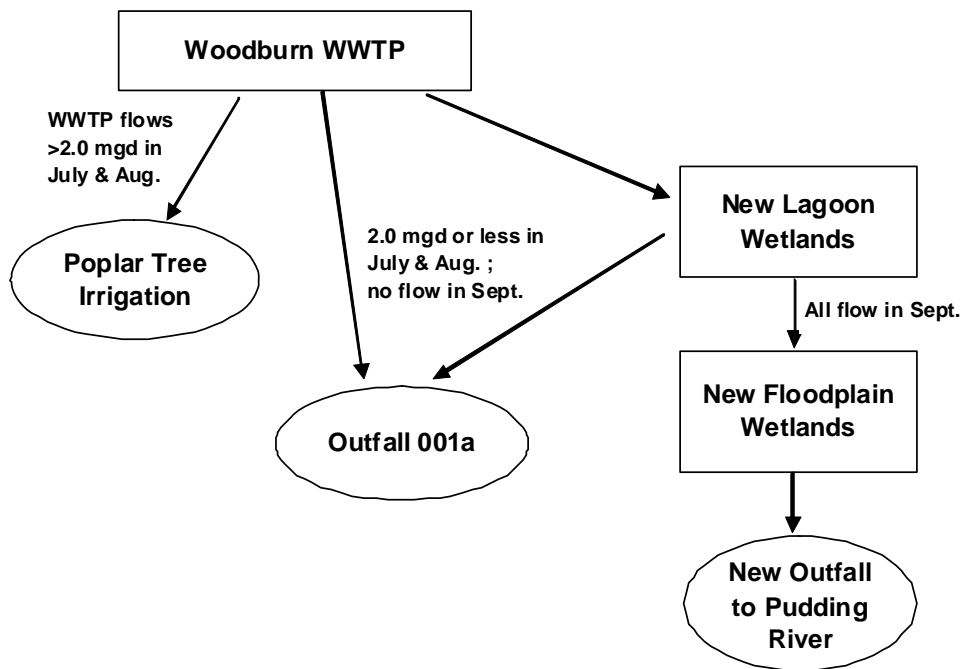 Woodburn WWTP
WWTP flows
>2.0 mgd in
July & Aug.
Poplar Tree
Irrigation
2.0 mgd or less in
July & Aug. ;
no flow in Sept.
New Lagoon
Wetlands
All flow in Sept.
New Floodplain
Wetlands
Outfall 001a
New Outfall
to Pudding
River